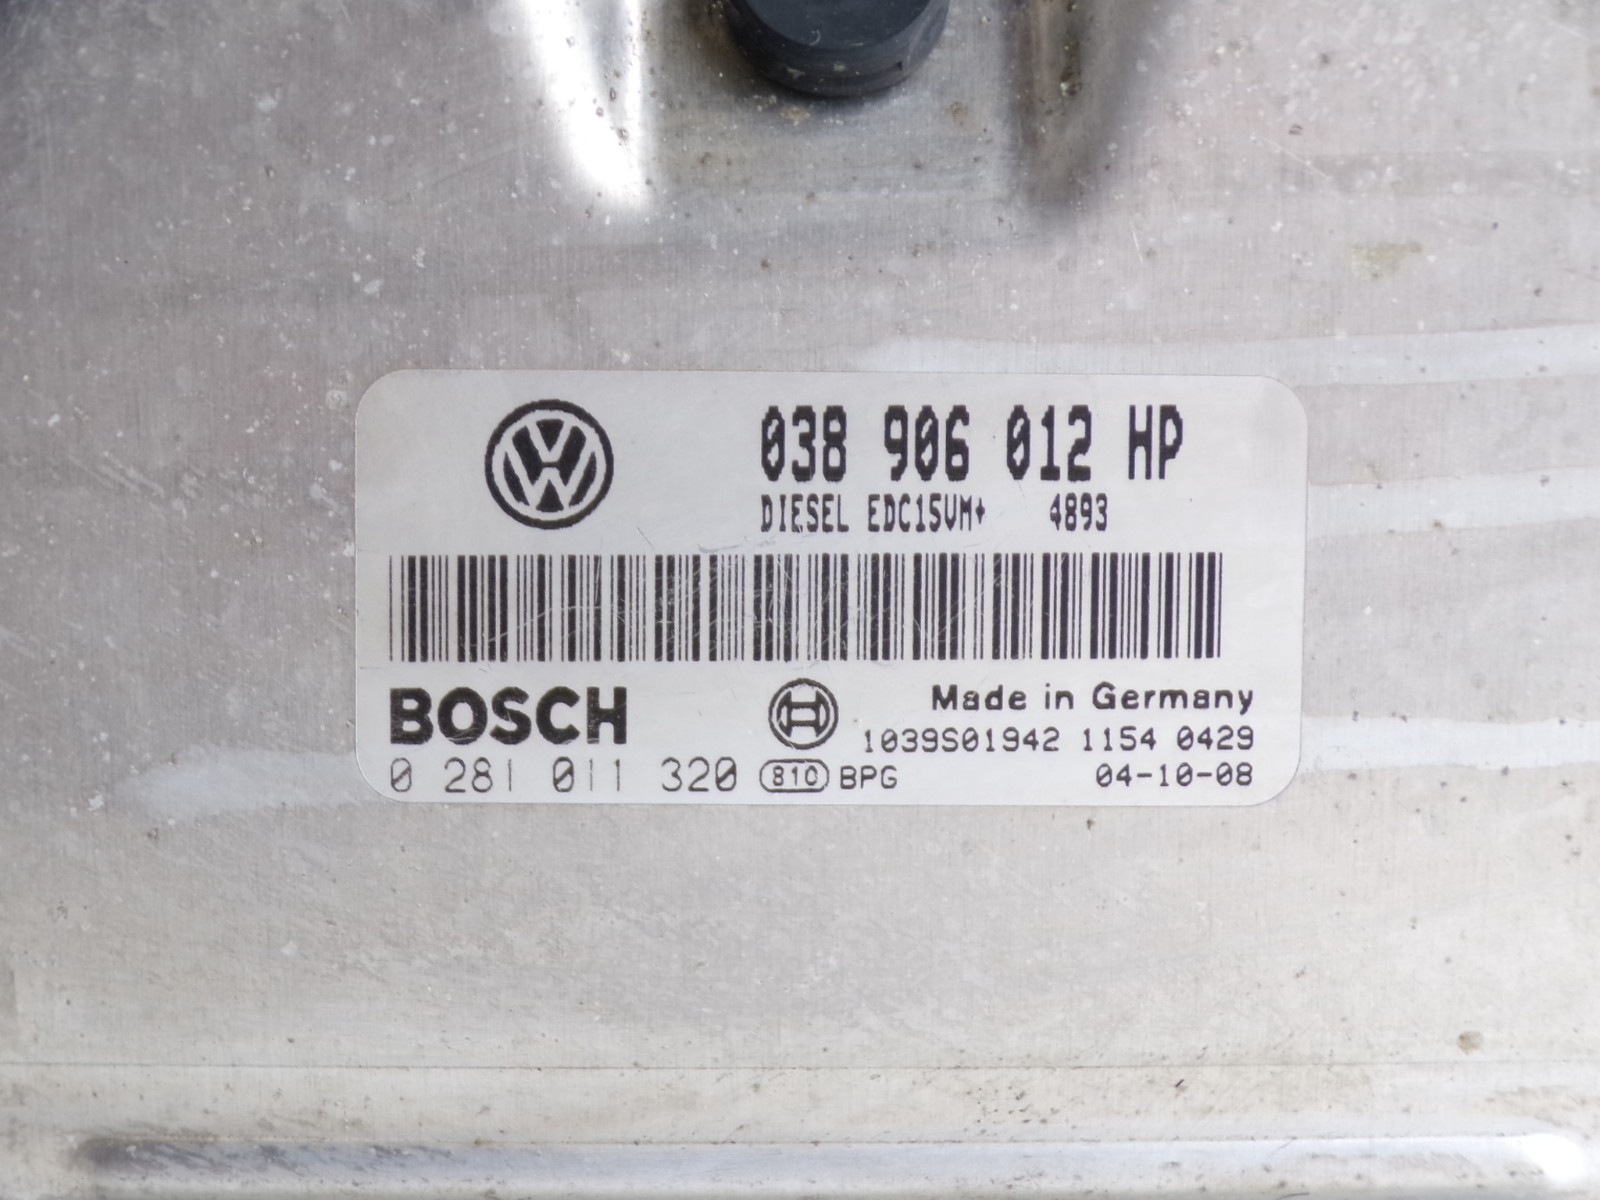 038 906 012 HP
DIESEL EDC15VM+ 4893
BOSCH
Made in Germany
1039S01942 1154 0429
0 281 011 320 810 BPG 04-10-08